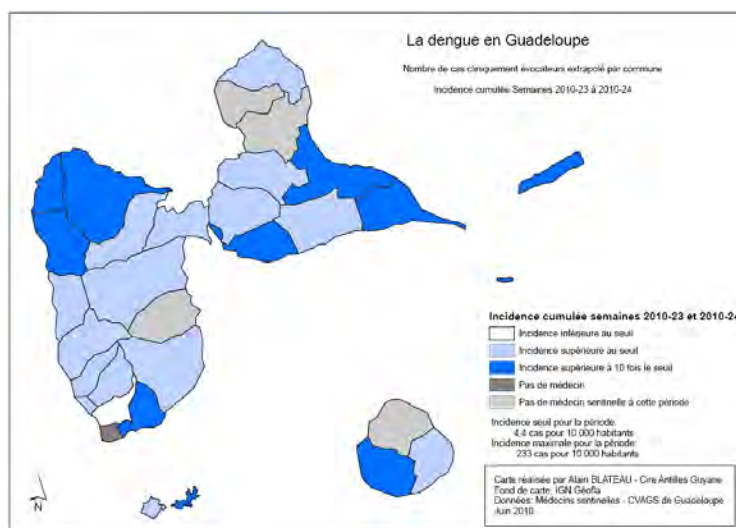 La dengue en Guadeloupe
Nombre de cas cliniquement évocateurs extrapolé par commune
Incidence cumulée Semaines 2010-23 à 2010-24
Incidence cumulée semaines 2010-23 et 2010-24
Incidence inférieure au seuil
Incidence supérieure au seuil
Incidence supérieure à 10 fois le seuil
Pas de médecin
Pas de médecin sentinelle à cette période
Incidence seuil pour la période:
4,4 cas pour 10 000 habitants
Incidence maximale pour la période:
233 cas pour 10 000 habitants
Carte réalisée par Alain BLATEAU - Cire Antilles Guyane
Fond de carte: IGN Géofla
Données: Médecins sentinelles - CVAGS de Guadeloupe
Juin 2010
N